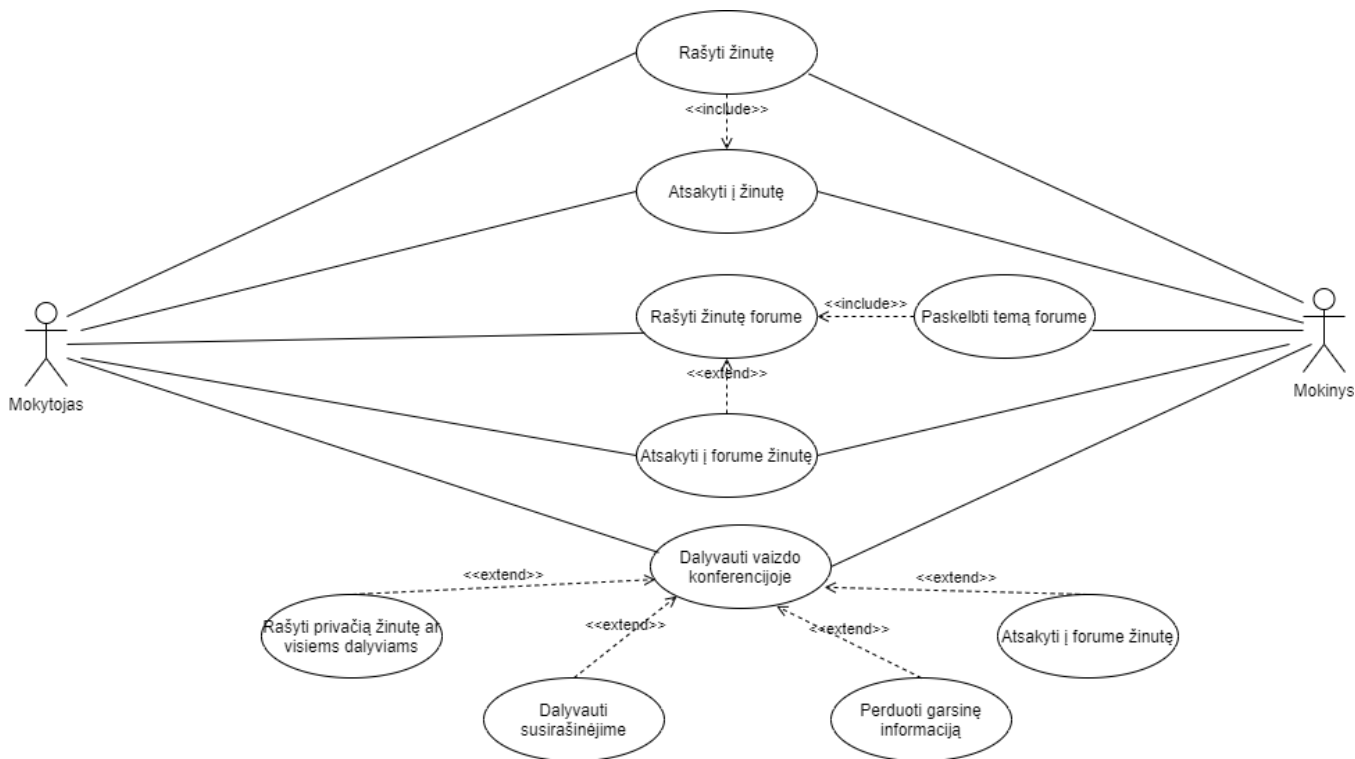 Rašyti žinutę
<<include>>
Atsakyti į žinutę
Rašyti žinutę forume
<<include>>
Paskelbti temą forume
<<extend>>
Mokytojas
Mokinys
Atsakyti į forume žinutę
Dalyvauti vaizdo
konferencijoje
<<extend>>
<<extend>>
<<extend>>
<<extend>>
Rašyti privačią žinutę ar
visiems dalyviams
Atsakyti į forume žinutę
Dalyvauti
susirašinėjime
Perduoti garsinę
informaciją